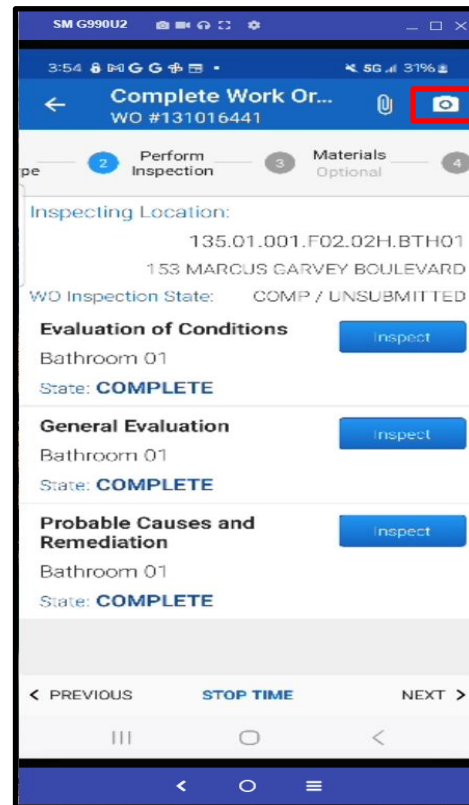 SM G990U2
3:54 G G 5G 31%
Complete Work Or...
WO #131016441
pe 2 Perform Inspection 3 Materials Optional 4
Inspecting Location:
135.01.001.F02.02H.BTH01
153 MARCUS GARVEY BOULEVARD
WO Inspection State: COMP / UNSUBMITTED
Evaluation of Conditions
Inspect
Bathroom 01
State: COMPLETE
General Evaluation
Inspect
Bathroom 01
State: COMPLETE
Probable Causes and
Remediation
Inspect
Bathroom 01
State: COMPLETE
< PREVIOUS STOP TIME NEXT >